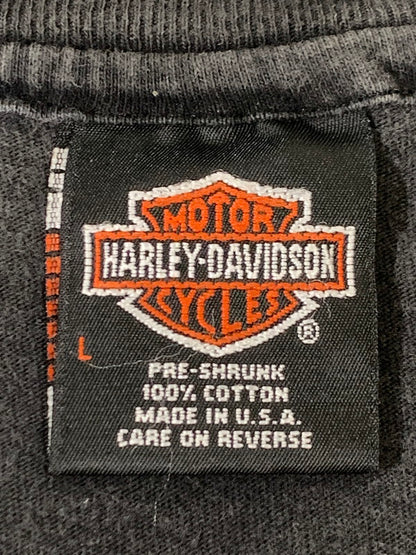 MOTOR
HARLEY-DAVIDSON
CYCLES
®
L
PRE-SHRUNK
100% COTTON
MADE IN U.S.A.
CARE ON REVERSE